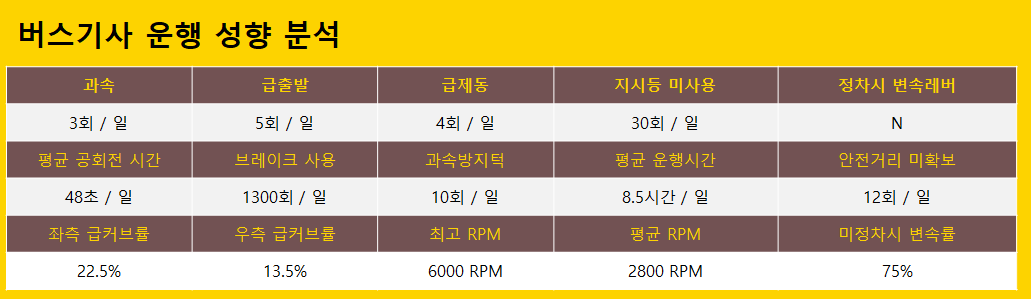 버스기사 운행 성향 분석
과속 급출발 급제동 지시등 미사용 정차시 변속레버
3회 / 일 5회 / 일 4회 / 일 30회 / 일 N
평균 공회전 시간 브레이크 사용 과속방지턱 평균 운행시간 안전거리 미확보
48초 / 일 1300회 / 일 10회 / 일 8.5시간 / 일 12회 / 일
좌측 급커브률 우측 급커브률 최고 RPM 평균 RPM 미정차시 변속률
22.5% 13.5% 6000 RPM 2800 RPM 75%